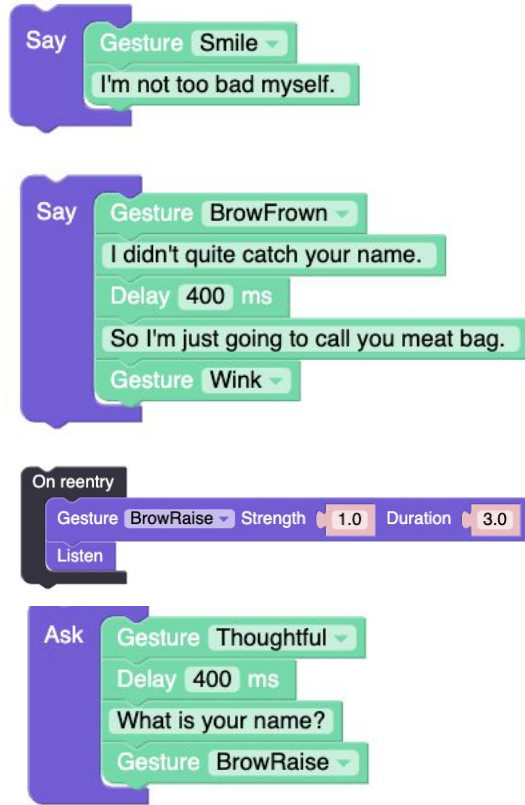 Say Gesture Smile
I'm not too bad myself.
Say Gesture BrowFrown
I didn't quite catch your name.
Delay 400 ms
So I'm just going to call you meat bag.
Gesture Wink
On reentry
Gesture BrowRaise Strength 1.0 Duration 3.0
Listen
Ask Gesture Thoughtful
Delay 400 ms
What is your name?
Gesture BrowRaise